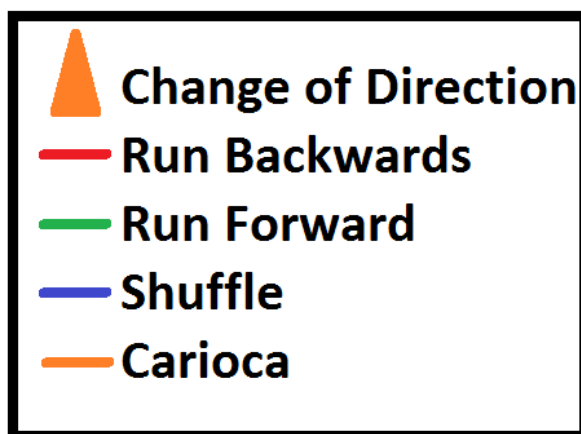 Change of Direction
Run Backwards
Run Forward
Shuffle
Carioca